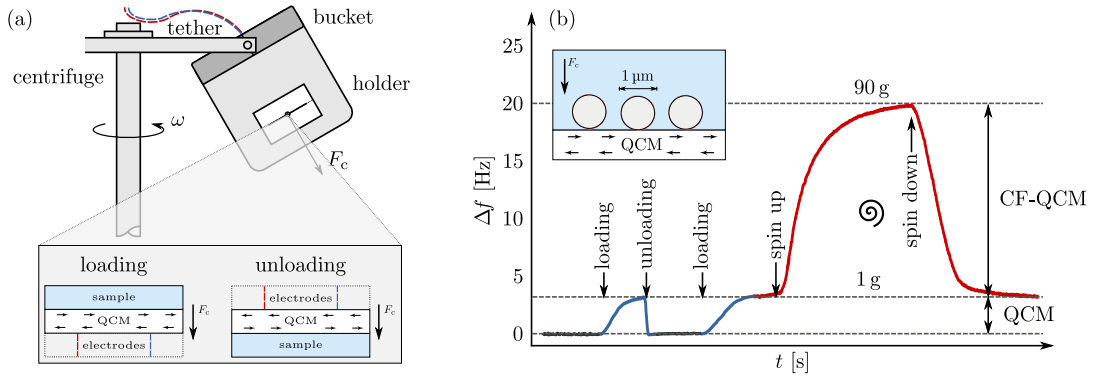 (a)
bucket
tether
centrifuge
holder
ω
F_c
loading
unloading
sample
QCM
electrodes
F_c
electrodes
QCM
sample
F_c
(b)
25
20
15
10
5
0
Δf [Hz]
t [s]
F_c
1 μm
QCM
loading
unloading
loading
spin up
90 g
spin down
1 g
CF-QCM
QCM